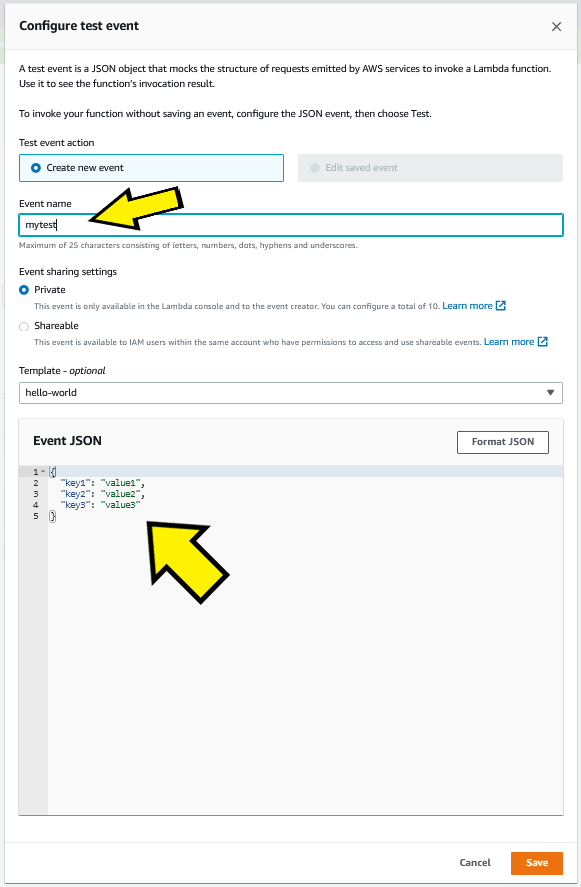 Configure test event
A test event is a JSON object that mocks the structure of requests emitted by AWS services to invoke a Lambda function.
Use it to see the function's invocation result.
To invoke your function without saving an event, configure the JSON event, then choose Test.
Test event action
Create new event
Edit saved event
Event name
mytest
Maximum of 25 characters consisting of letters, numbers, dots, hyphens and underscores.
Event sharing settings
Private
This event is only available in the Lambda console and to the event creator. You can configure a total of 10. Learn more
Shareable
This event is available to IAM users within the same account who have permissions to access and use shareable events. Learn more
Template - optional
hello-world
Event JSON
Format JSON
1 {
2 "key1": "value1",
3 "key2": "value2",
4 "key3": "value3"
5 }
Cancel
Save